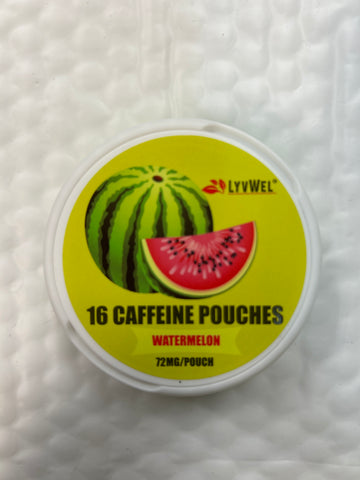 LYVWEL®
16 CAFFEINE POUCHES
WATERMELON
72MG/POUCH